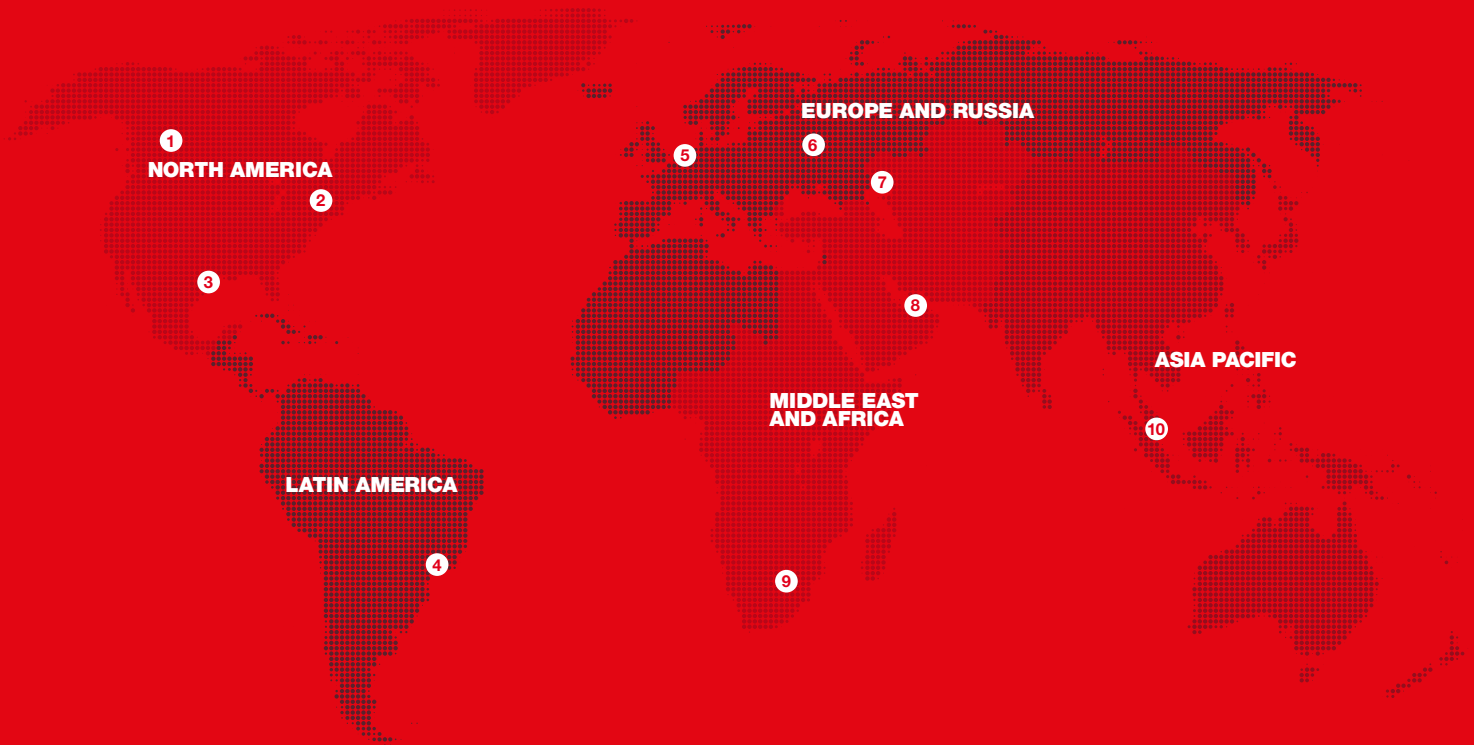 EUROPE AND RUSSIA
1
6
5
NORTH AMERICA
7
2
3
8
ASIA PACIFIC
MIDDLE EAST
AND AFRICA
10
LATIN AMERICA
4
9